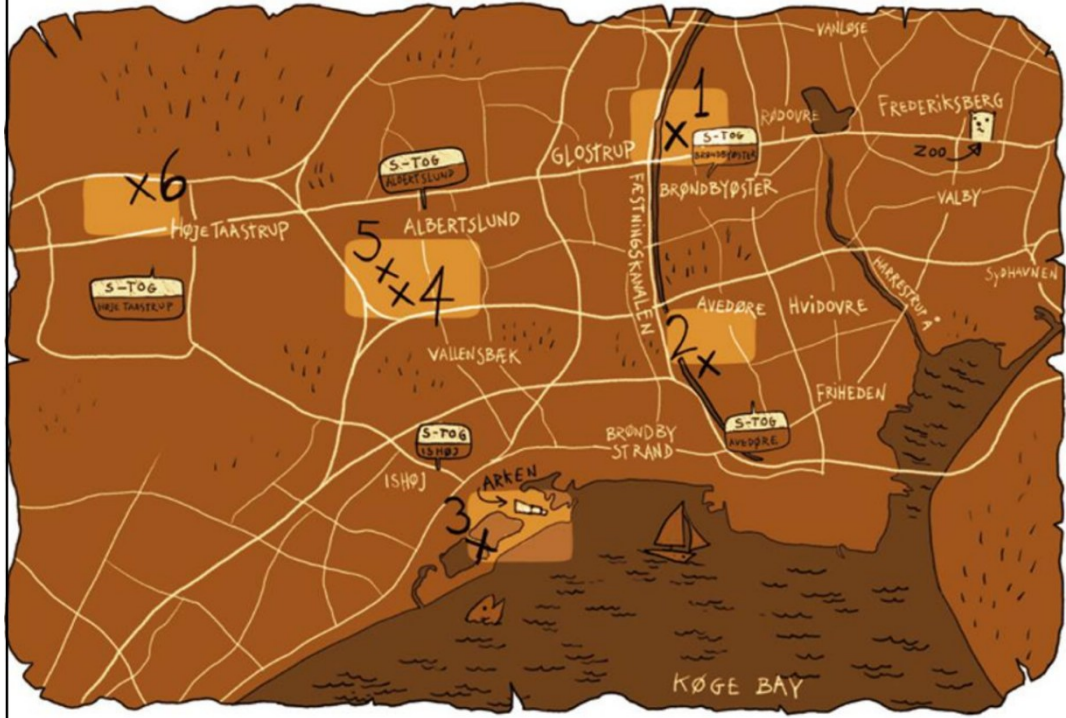 VANLØSE
1
FREDERIKSBERG
RØDOVRE
S-TOG
BRØNDBYØSTER
ZOO
GLOSTRUP
S-TOG
ALBERTSLUND
BRØNDBYØSTER
VALBY
6
FÆSTNINGSKANALEN
HØJE TAASTRUP
ALBERTSLUND
5
4
S-TOG
HØJE TAASTRUP
HARRESTRUP Å
SYDHAVNEN
AVEDØRE
HVIDOVRE
2
VALLENSBÆK
FRIHEDEN
S-TOG
AVEDØRE
S-TOG
ISHØJ
BRØNDBY
STRAND
ISHØJ
ARKEN
3
KØGE BAY